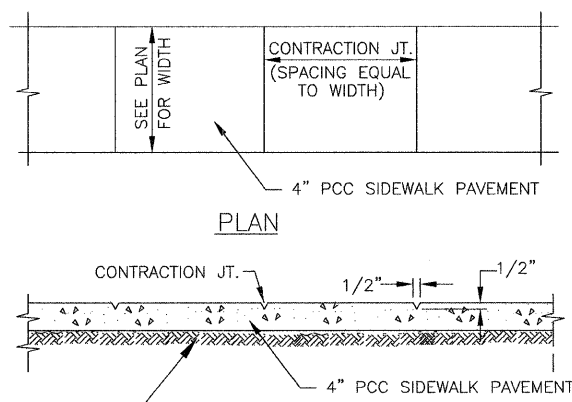 SEE PLAN
FOR WIDTH
CONTRACTION JT.
(SPACING EQUAL
TO WIDTH)
4" PCC SIDEWALK PAVEMENT
PLAN
CONTRACTION JT.
1/2"
1/2"
4" PCC SIDEWALK PAVEMENT